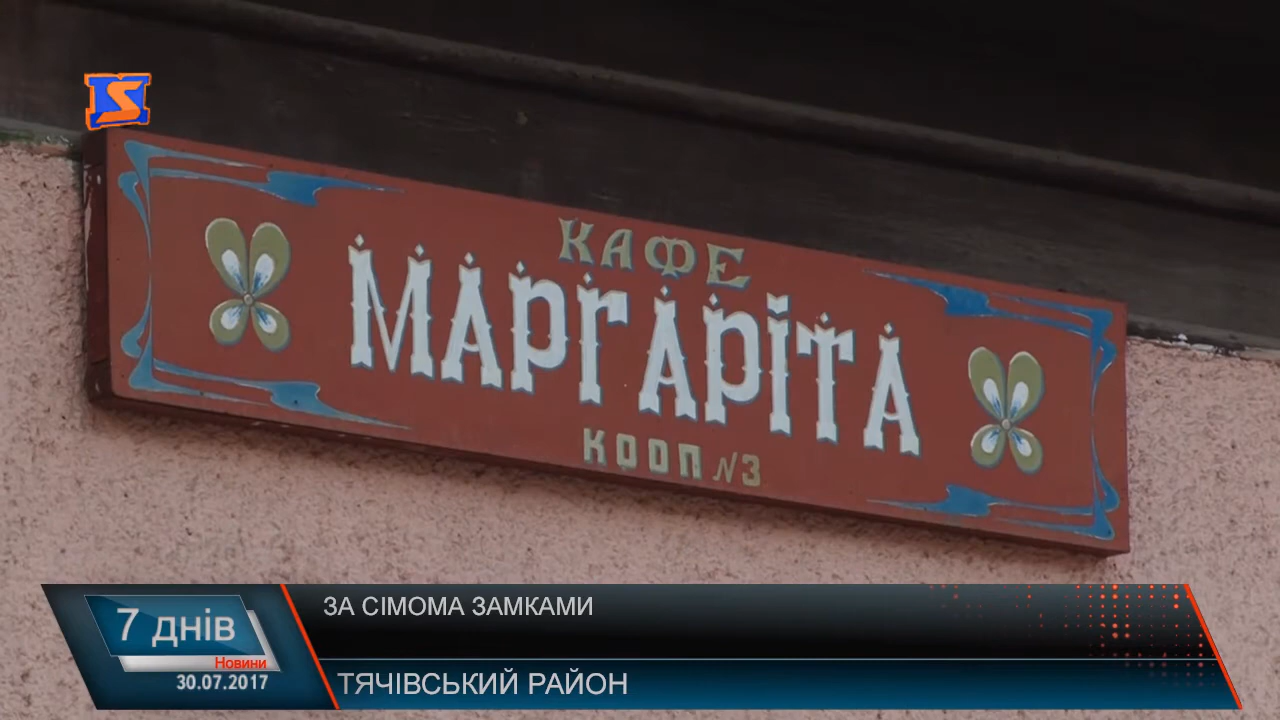 КАФЕ
МАРГАРІТА
КООП №3
ЗА СІМОМА ЗАМКАМИ
7 днів
Новини
30.07.2017
ТЯЧІВСЬКИЙ РАЙОН